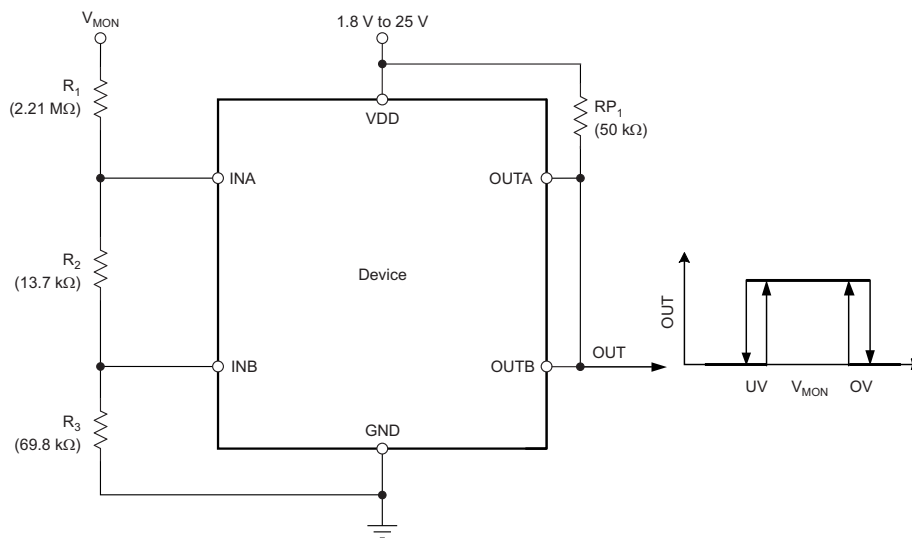 V_MON
1.8 V to 25 V
R_1
(2.21 MΩ)
RP_1
(50 kΩ)
VDD
INA
OUTA
R_2
(13.7 kΩ)
Device
OUT
INB
OUTB
OUT
UV
V_MON
OV
R_3
(69.8 kΩ)
GND